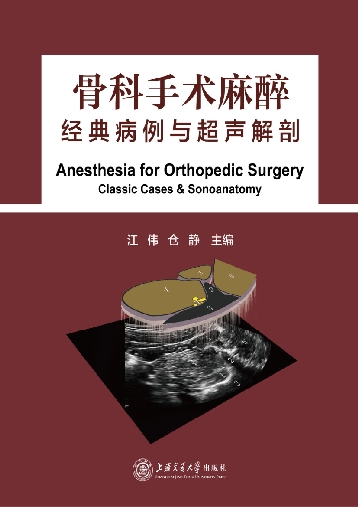 骨科手术麻醉
经典病例与超声解剖
Anesthesia for Orthopedic Surgery
Classic Cases & Sonoanatomy
江 伟 仓 静 主编
上海交通大学出版社